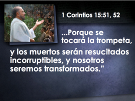 1 Corintios 15:51, 52
"...Porque se
tocará la trompeta,
y los muertos serán resucitados
incorruptibles, y nosotros
seremos transformados."